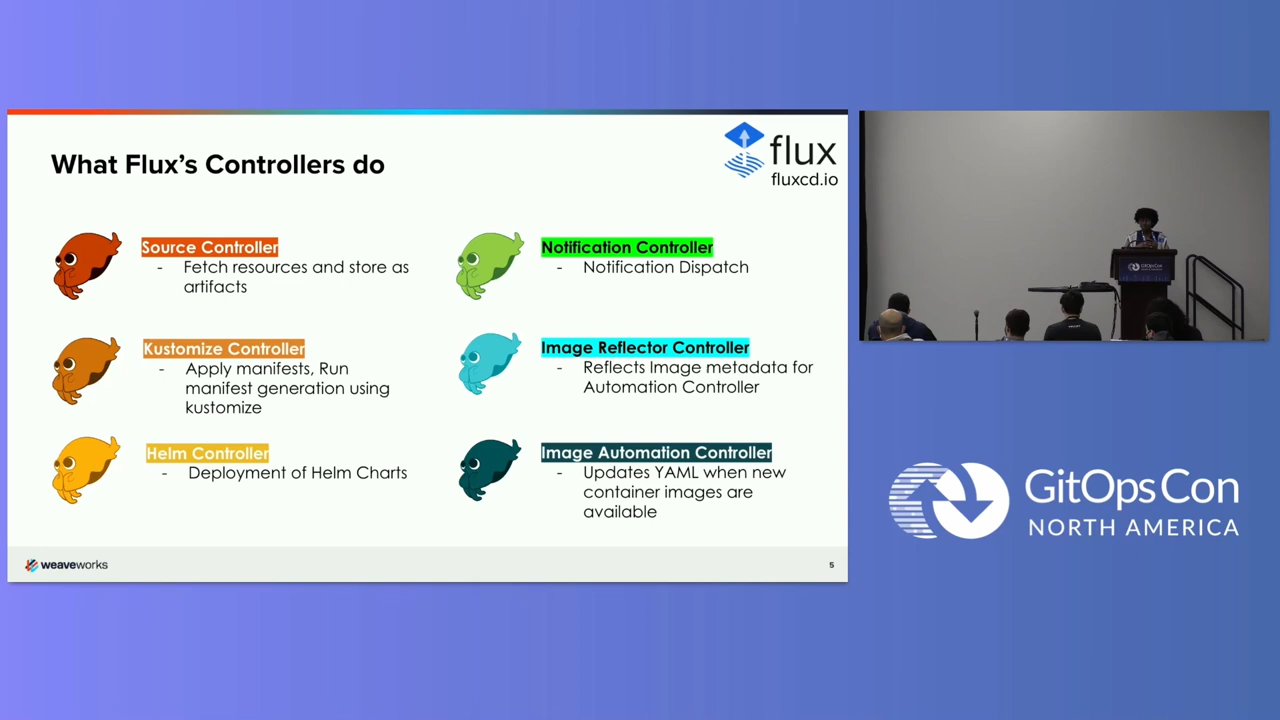 What Flux's Controllers do
flux
fluxcd.io
Source Controller
- Fetch resources and store as
artifacts
Kustomize Controller
- Apply manifests, Run
manifest generation using
kustomize
Helm Controller
- Deployment of Helm Charts
Notification Controller
- Notification Dispatch
Image Reflector Controller
- Reflects Image metadata for
Automation Controller
Image Automation Controller
- Updates YAML when new
container images are
available
weaveworks
5
GitOpsCon
GitOpsCon
NORTH AMERICA